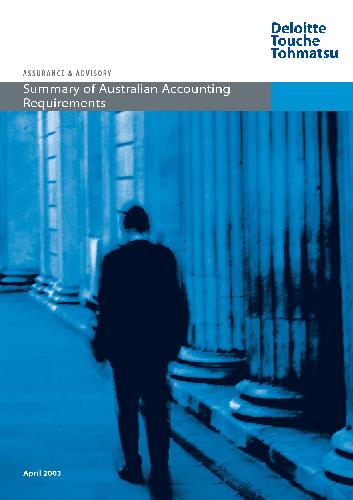 Deloitte
Touche
Tohmatsu
ASSURANCE & ADVISORY
Summary of Australian Accounting
Requirements
April 2003